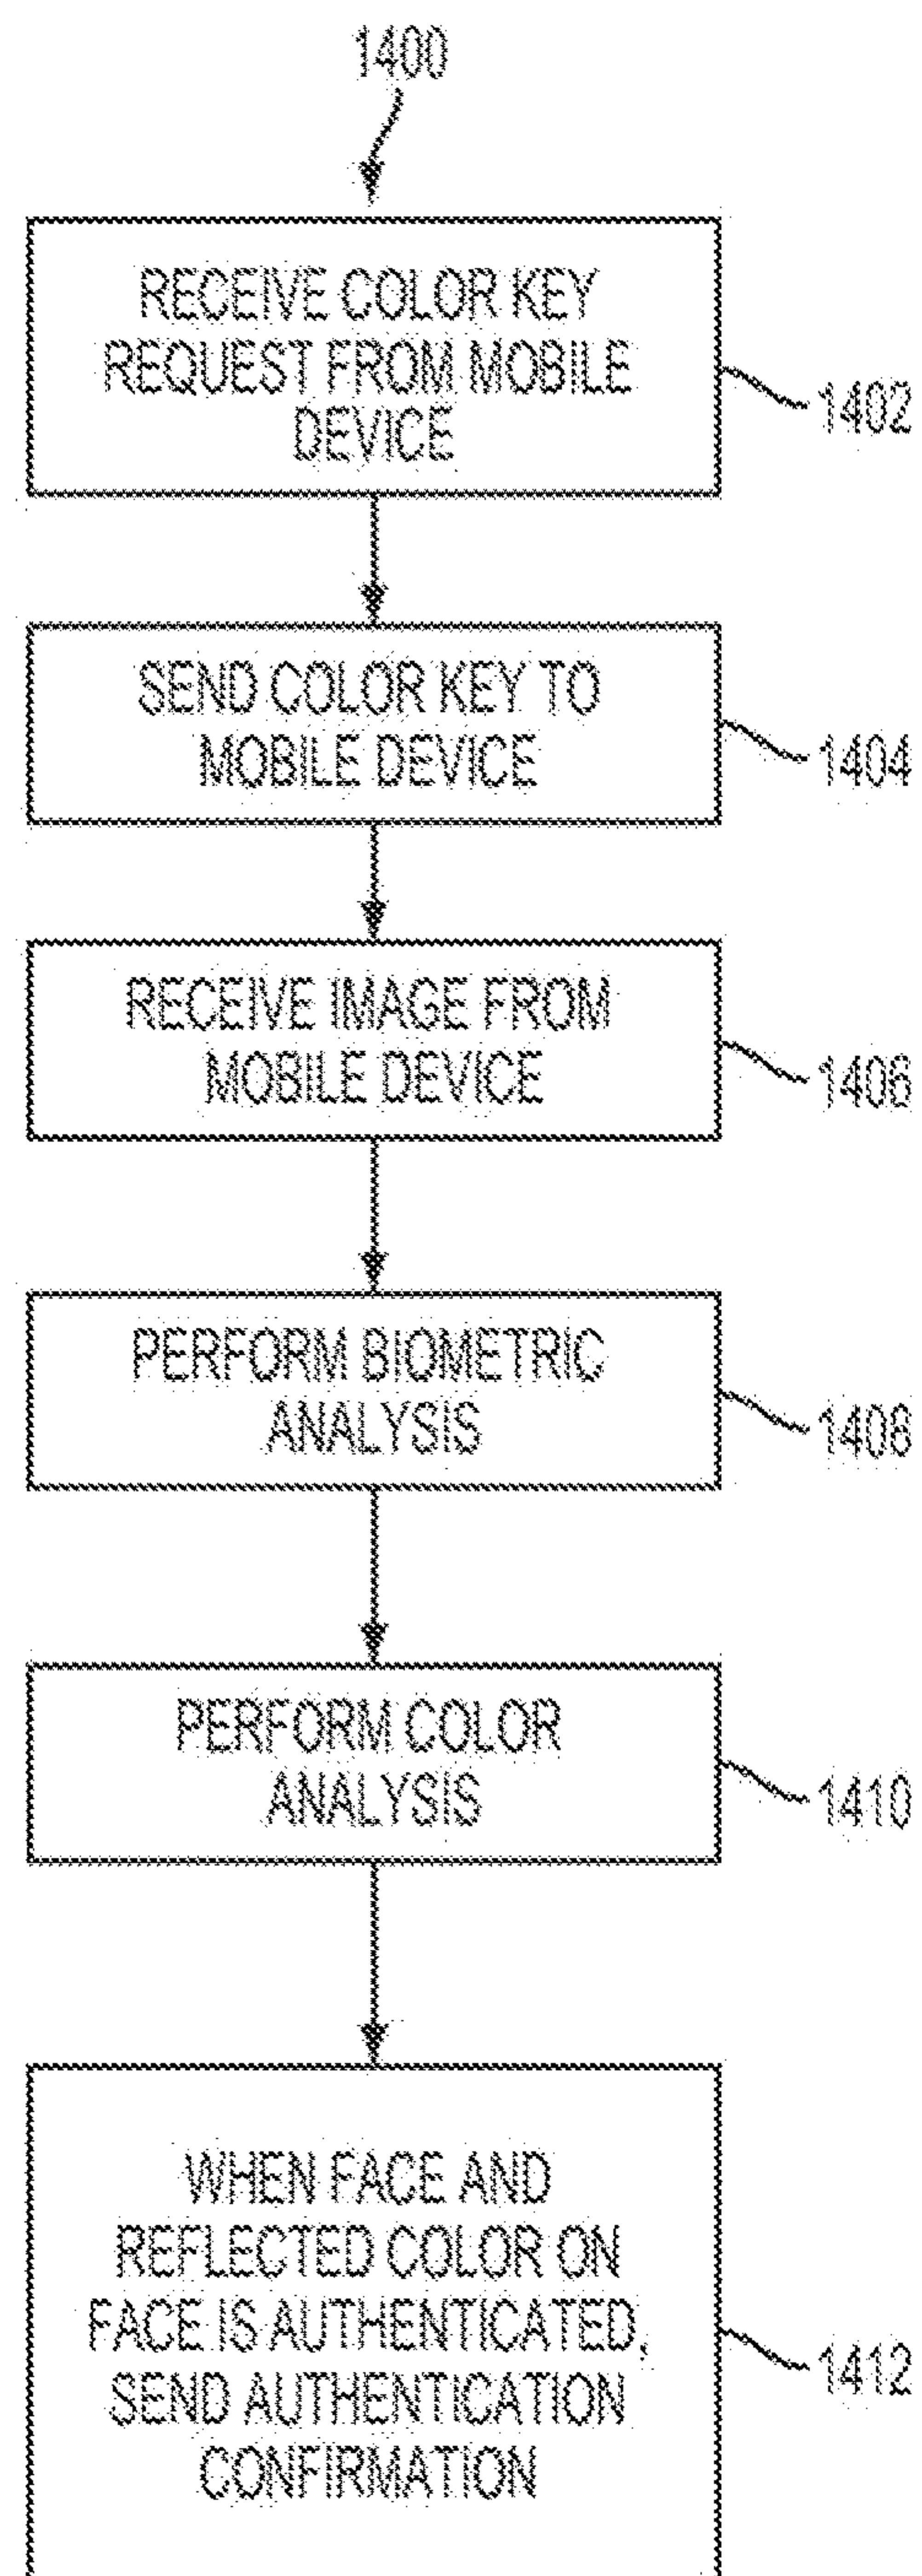 1400
RECEIVE COLOR KEY
REQUEST FROM MOBILE
DEVICE
1402
SEND COLOR KEY TO
MOBILE DEVICE
1404
RECEIVE IMAGE FROM
MOBILE DEVICE
1406
PERFORM BIOMETRIC
ANALYSIS
1408
PERFORM COLOR
ANALYSIS
1410
WHEN FACE AND
REFLECTED COLOR ON
FACE IS AUTHENTICATED,
SEND AUTHENTICATION
CONFIRMATION
1412